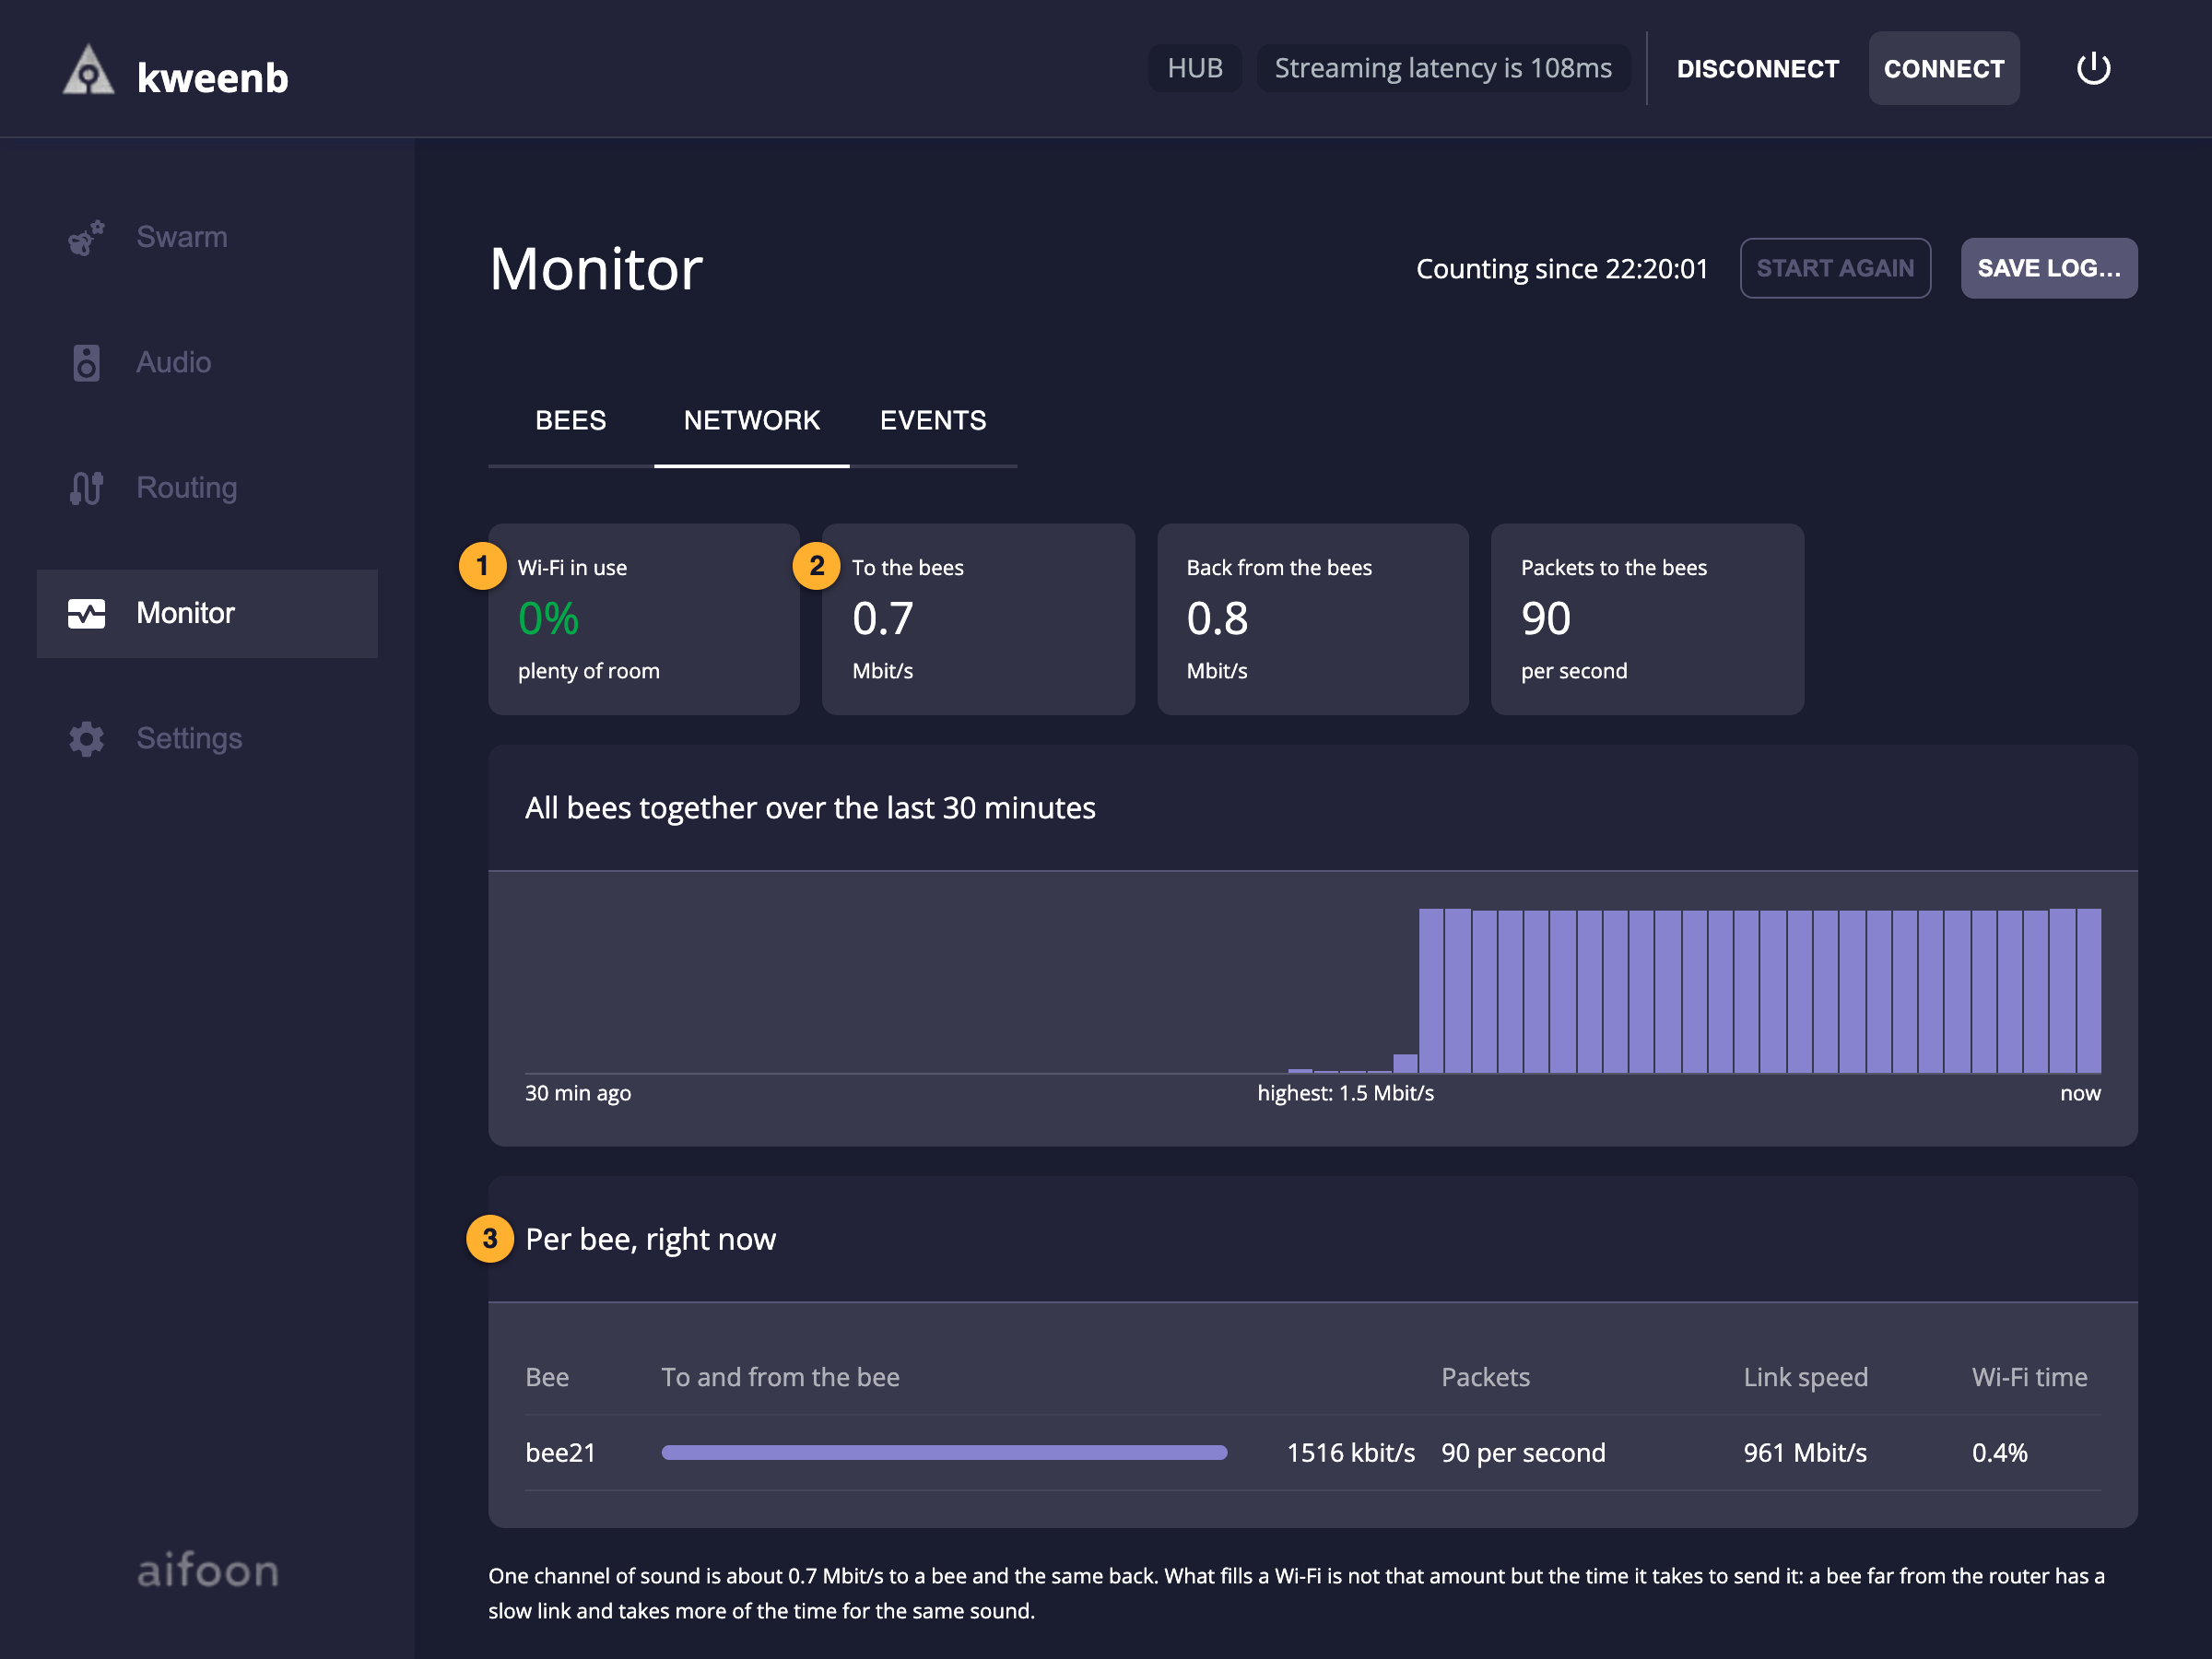 kweenb
HUB
Streaming latency is 108ms
DISCONNECT
CONNECT
Swarm
Audio
Routing
Monitor
Settings
aifoon
Monitor
Counting since 22:20:01
START AGAIN
SAVE LOG...
BEES
NETWORK
EVENTS
1
Wi-Fi in use
0%
plenty of room
2
To the bees
0.7
Mbit/s
Back from the bees
0.8
Mbit/s
Packets to the bees
90
per second
All bees together over the last 30 minutes
30 min ago
highest: 1.5 Mbit/s
now
3
Per bee, right now
Bee To and from the bee Packets Link speed Wi-Fi time
bee21 1516 kbit/s 90 per second 961 Mbit/s 0.4%
One channel of sound is about 0.7 Mbit/s to a bee and the same back. What fills a Wi-Fi is not that amount but the time it takes to send it: a bee far from the router has a
slow link and takes more of the time for the same sound.